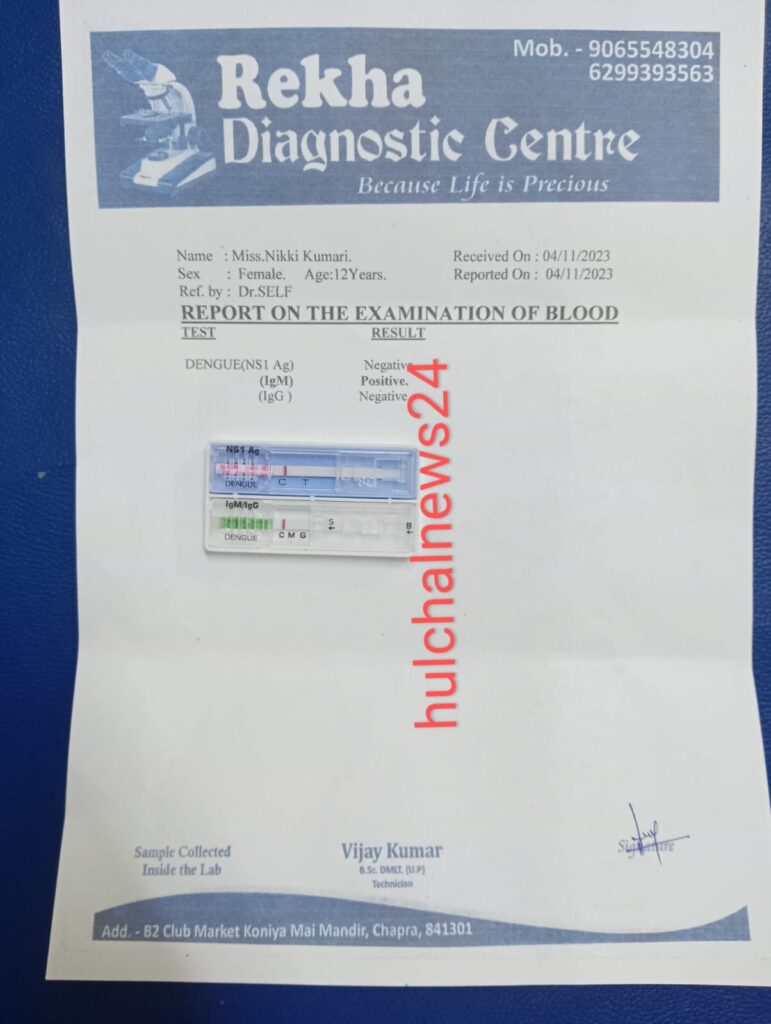 Mob. - 9065548304
6299393563
Rekha
Diagnostic Centre
Because Life is Precious
Name : Miss.Nikki Kumari. Received On : 04/11/2023
Sex : Female. Age:12Years. Reported On : 04/11/2023
Ref. by : Dr.SELF
REPORT ON THE EXAMINATION OF BLOOD
TEST RESULT
DENGUE(NS1 Ag) Negative
(IgM) Positive.
(IgG ) Negative
NS1 Ag
C T
DENGUE
IgM/IgG
S
B
C M G
DENGUE
hulchalnews24
Sample Collected
Inside the Lab
Vijay Kumar
B.Sc. DMLT. (U.P)
Technician
Signature
Add. - B2 Club Market Koniya Mai Mandir, Chapra, 841301